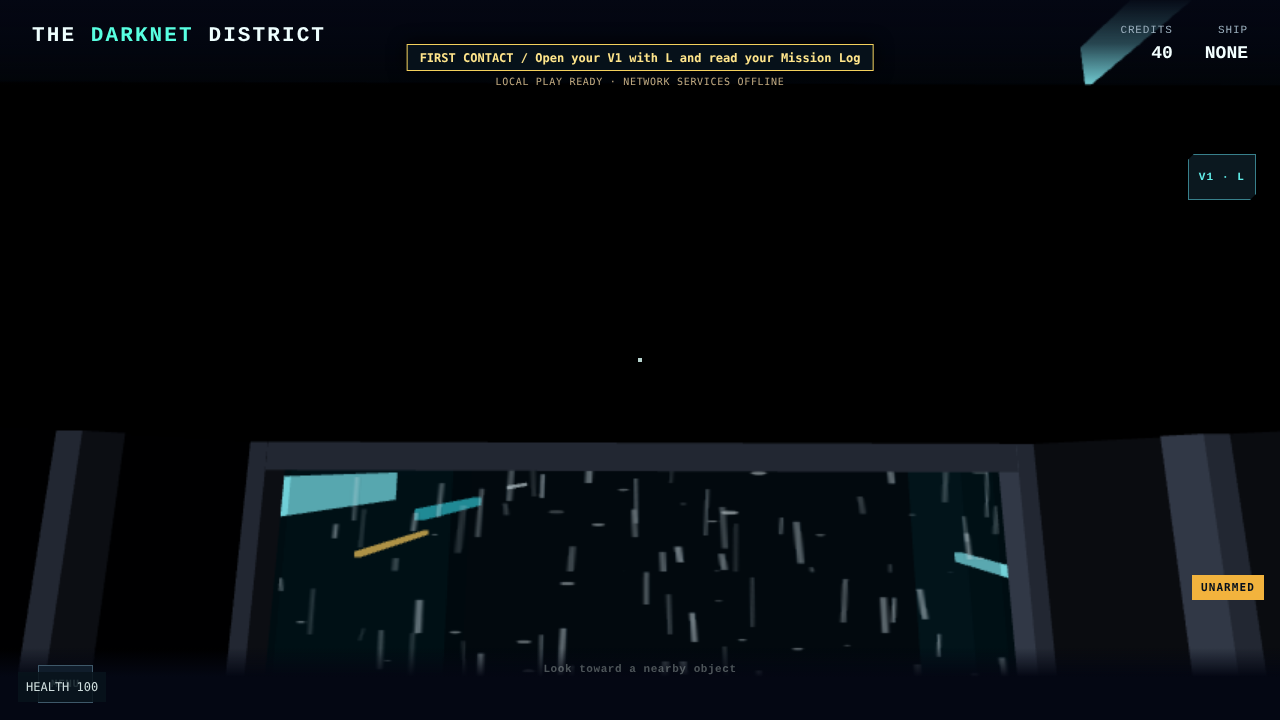 THE DARKNET DISTRICT
FIRST CONTACT / Open your V1 with L and read your Mission Log
LOCAL PLAY READY · NETWORK SERVICES OFFLINE
CREDITS
40
SHIP
NONE
V1 · L
UNARMED
Look toward a nearby object
HEALTH 100